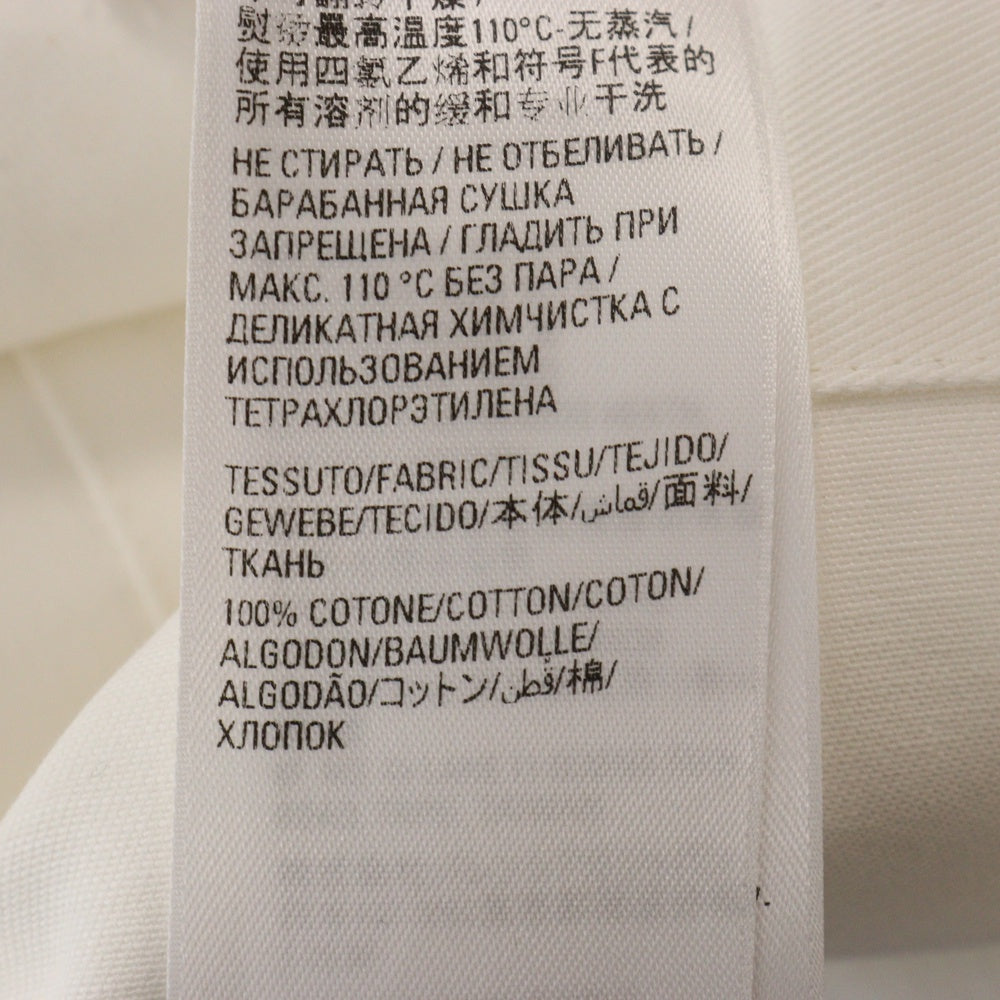 熨烫最高温度110°C-无蒸汽/
使用四氯乙烯和符号F代表的
所有溶剂的缓和专业干洗
НЕ СТИРАТЬ / НЕ ОТБЕЛИВАТЬ /
БАРАБАННАЯ СУШКА
ЗАПРЕЩЕНА / ГЛАДИТЬ ПРИ
МАКС. 110 °C БЕЗ ПАРА /
ДЕЛИКАТНАЯ ХИМЧИСТКА С
ИСПОЛЬЗОВАНИЕМ
ТЕТРАХЛОРЭТИЛЕНА
TESSUTO/FABRIC/TISSU/TEJIDO/
GEWEBE/TECIDO/本体/قماش/面料/
ТКАНЬ
100% COTONE/COTTON/COTON/
ALGODON/BAUMWOLLE/
ALGODÃO/コットン/قطن/棉/
ХЛОПОК